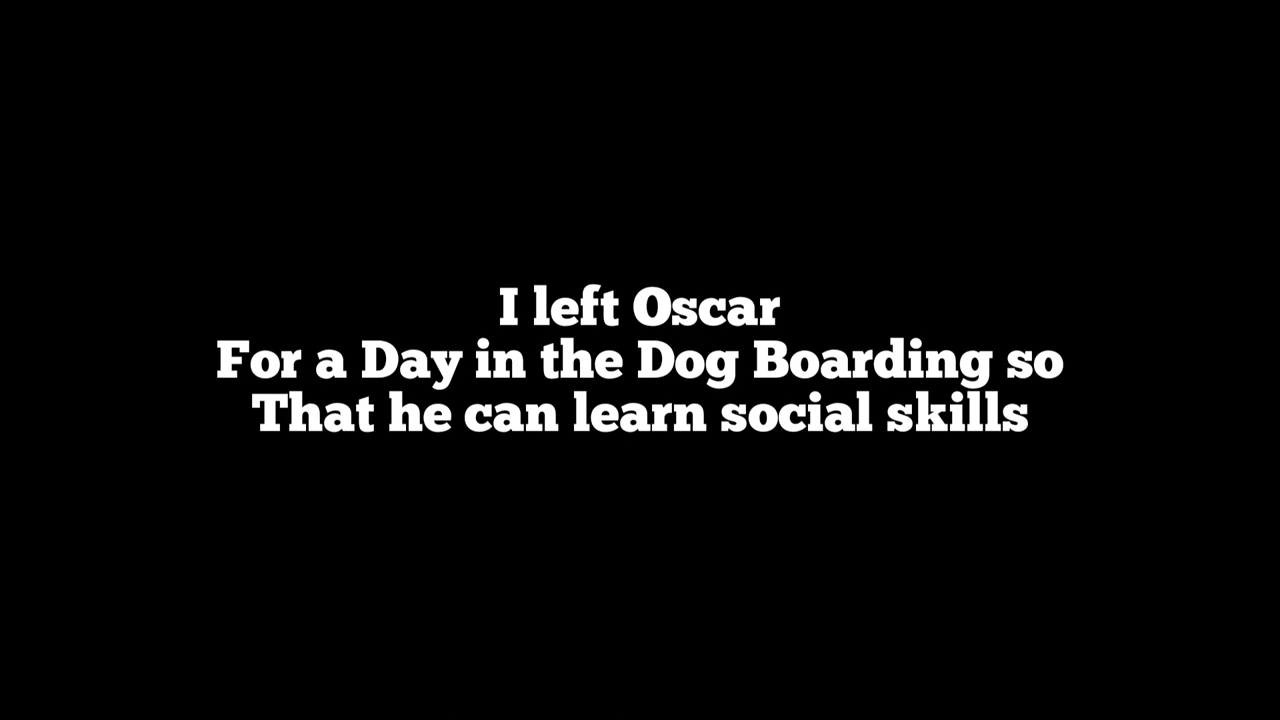 I left Oscar
For a Day in the Dog Boarding so
That he can learn social skills